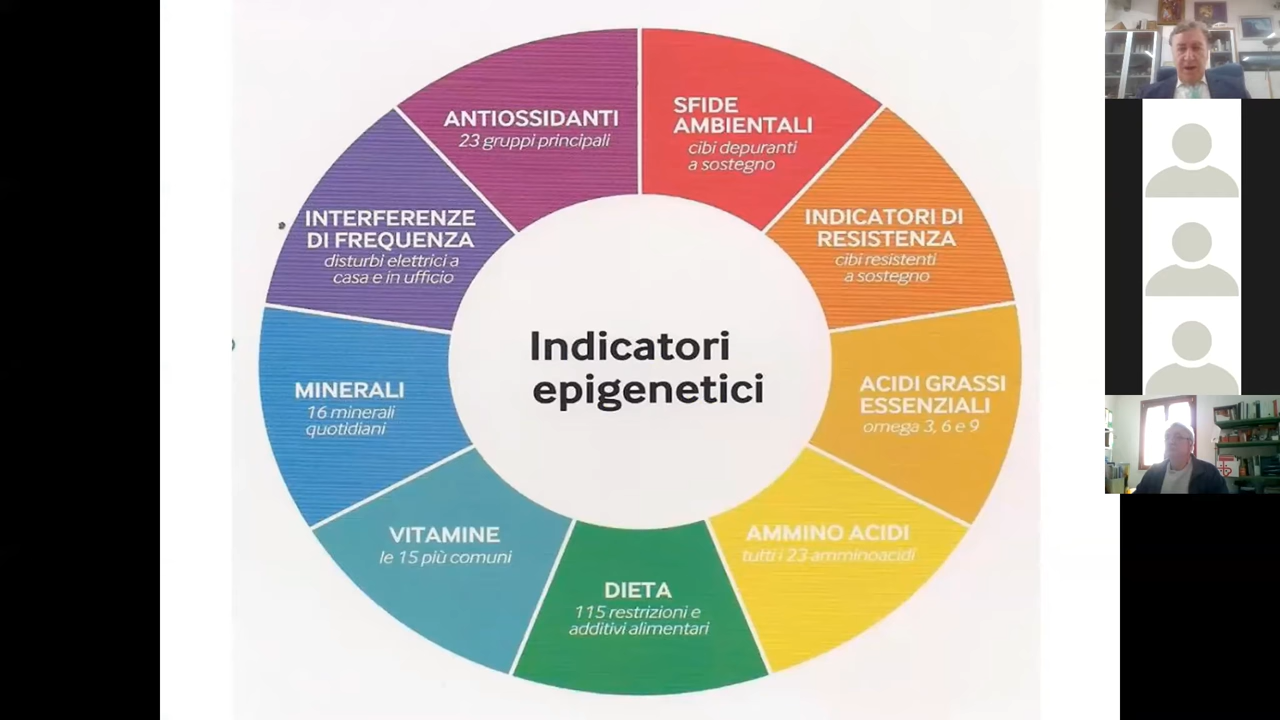 ANTIOSSIDANTI
23 gruppi principali
SFIDE
AMBIENTALI
cibi depuranti
a sostegno
INTERFERENZE
DI FREQUENZA
disturbi elettrici a
casa e in ufficio
INDICATORI DI
RESISTENZA
cibi resistenti
a sostegno
Indicatori
epigenetici
MINERALI
16 minerali
quotidiani
ACIDI GRASSI
ESSENZIALI
omega 3, 6 e 9
VITAMINE
le 15 più comuni
AMMINO ACIDI
tutti i 23 amminoacidi
DIETA
115 restrizioni e
additivi alimentari